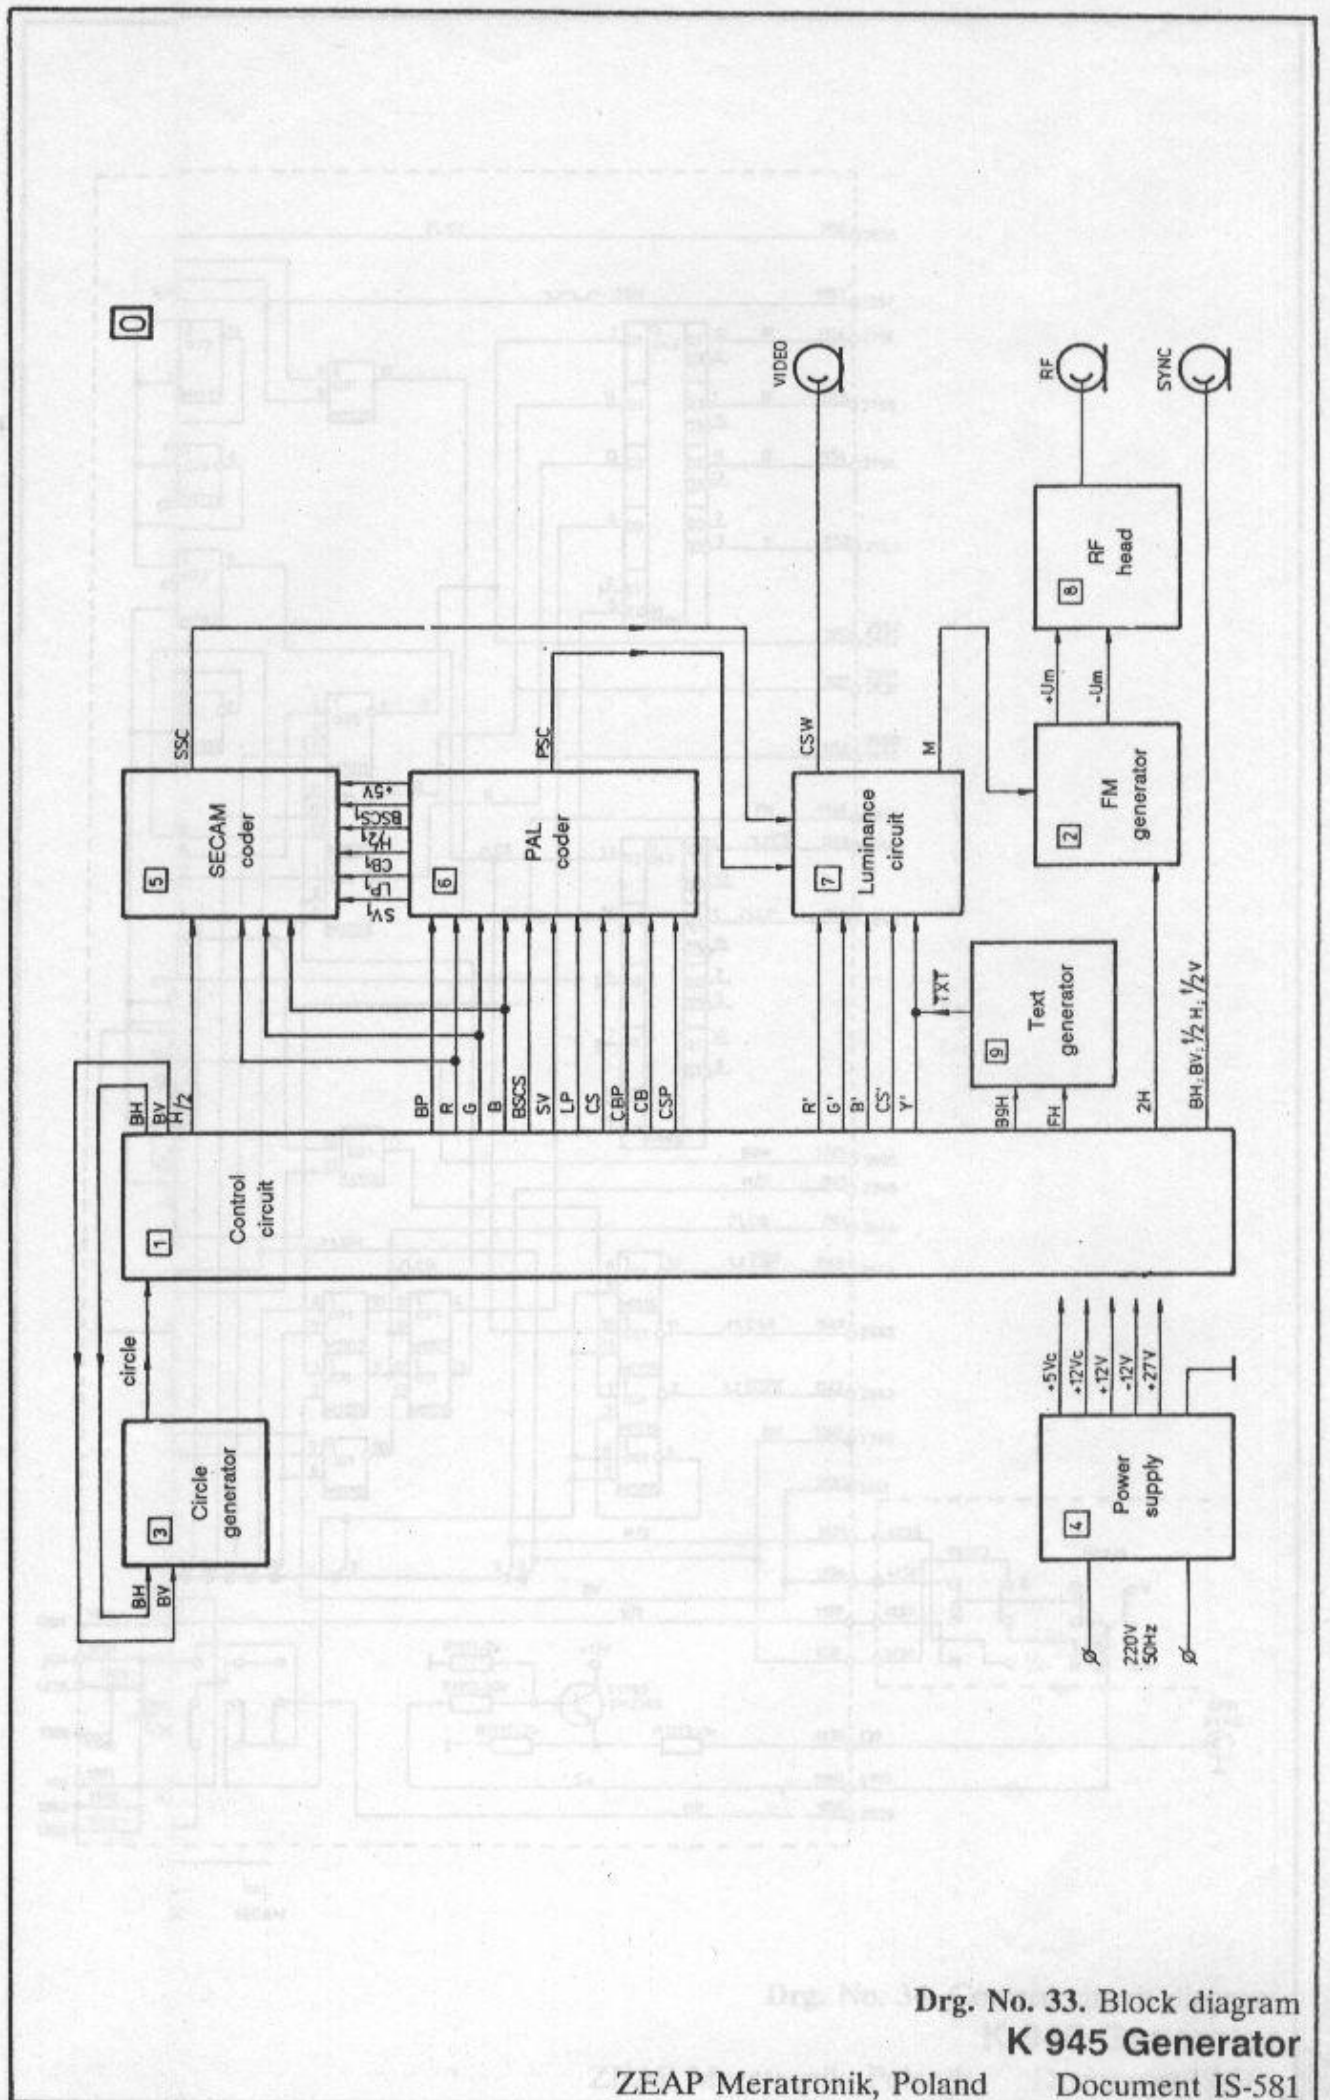 0
BH
BV
H/2
circle
3
Circle
generator
BH
BV
1
Control
circuit
5
SECAM
coder
SSC
SV1
LP1
CB1
H/21
BSCS1
+5V
6
PAL
coder
PSC
BP
R
G
B
BSCS
SV
LP
CS
CBP
CB
CSP
7
Luminance
circuit
CSW
M
VIDEO
R'
G'
B'
CS'
Y'
TXT
9
Text
generator
B9H
FH
2
FM
generator
2H
+Um
-Um
8
RF
head
RF
SYNC
BH; BV; 1/2 H; 1/2 V
4
Power
supply
+5Vc
+12Vc
+12V
-12V
+27V
220V
50Hz
Drg. No. 33. Block diagram
K 945 Generator
ZEAP Meratronik, Poland Document IS-581